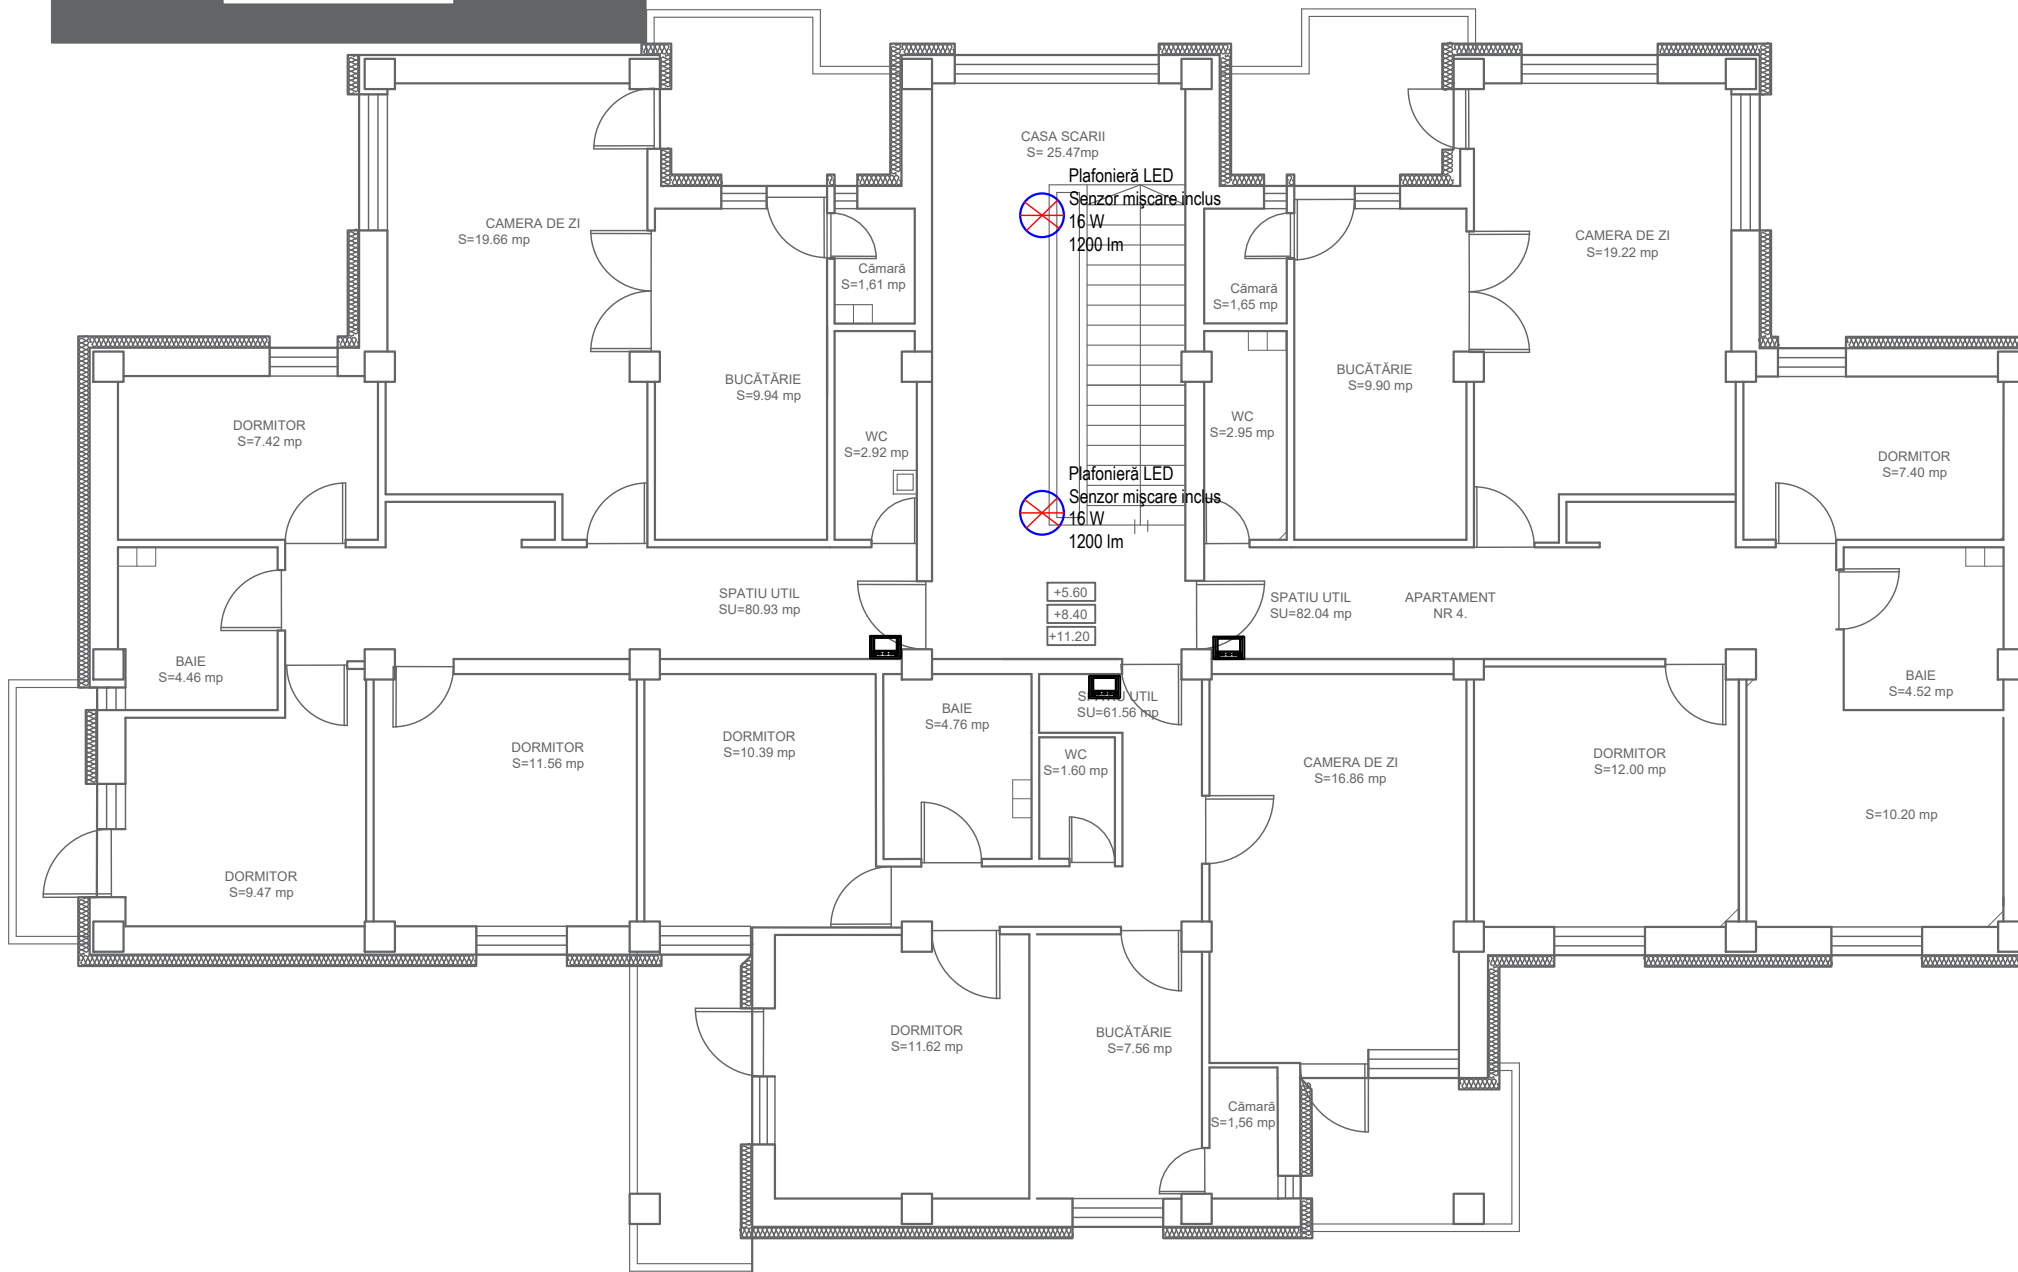 CASA SCARII
S= 25.47mp
Plafonieră LED
Senzor mișcare inclus
16 W
1200 lm
CAMERA DE ZI
S=19.66 mp
CAMERA DE ZI
S=19.22 mp
Cămară
S=1,61 mp
Cămară
S=1,65 mp
BUCĂTĂRIE
S=9.94 mp
BUCĂTĂRIE
S=9.90 mp
DORMITOR
S=7.42 mp
WC
S=2.92 mp
WC
S=2.95 mp
DORMITOR
S=7.40 mp
Plafonieră LED
Senzor mișcare inclus
16 W
1200 lm
SPATIU UTIL
SU=80.93 mp
+5.60
+8.40
+11.20
SPATIU UTIL
SU=82.04 mp
APARTAMENT
NR 4.
BAIE
S=4.46 mp
BAIE
S=4.52 mp
SPATIU UTIL
SU=61.56 mp
BAIE
S=4.76 mp
DORMITOR
S=11.56 mp
DORMITOR
S=10.39 mp
WC
S=1.60 mp
CAMERA DE ZI
S=16.86 mp
DORMITOR
S=12.00 mp
S=10.20 mp
DORMITOR
S=9.47 mp
DORMITOR
S=11.62 mp
BUCĂTĂRIE
S=7.56 mp
Cămară
S=1,56 mp